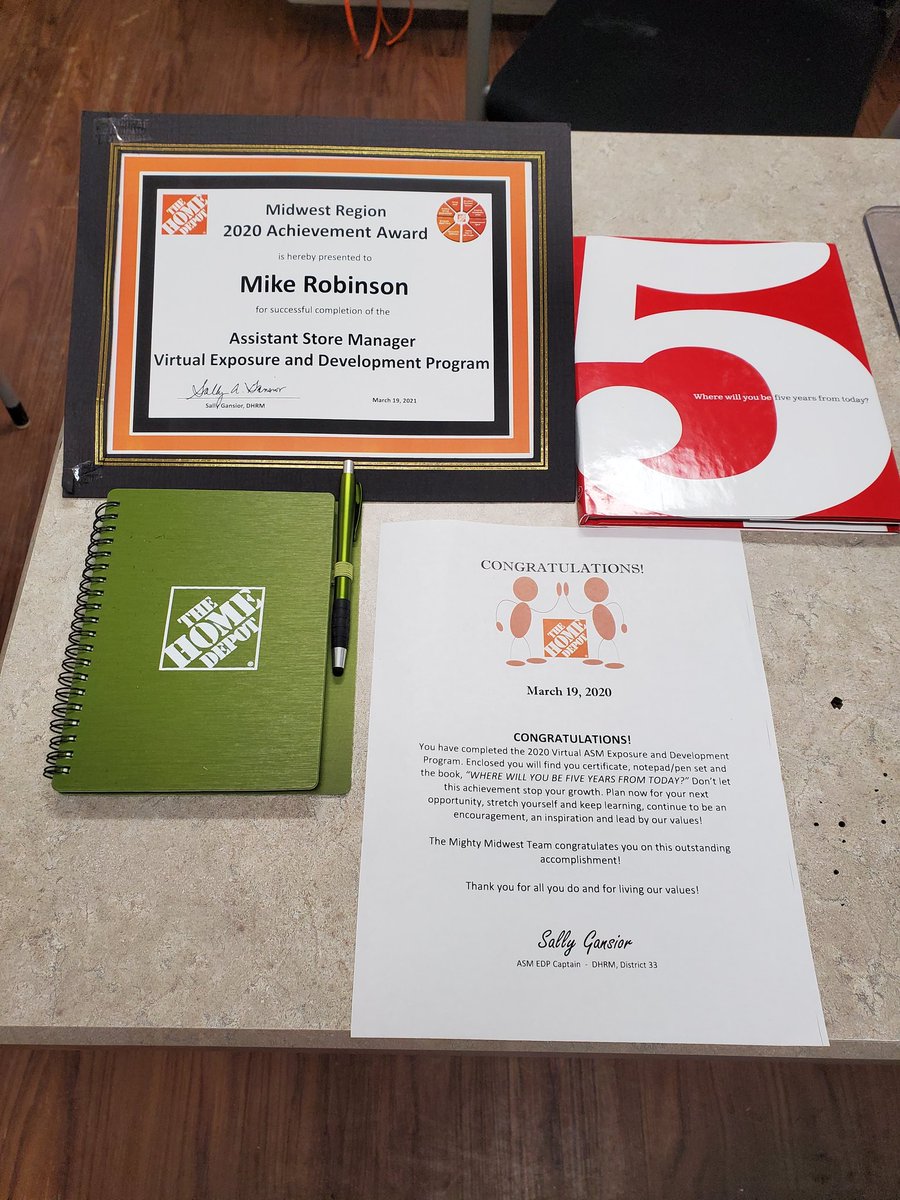 THE
HOME
DEPOT
Midwest Region
2020 Achievement Award
is hereby presented to
Mike Robinson
for successful completion of the
Assistant Store Manager
Virtual Exposure and Development Program
Sally A Gansior
Sally Gansior, DHRM
March 19, 2021
5
Where will you be five years from today?
THE
HOME
DEPOT
CONGRATULATIONS!
THE
HOME
DEPOT
March 19, 2020
CONGRATULATIONS!
You have completed the 2020 Virtual ASM Exposure and Development
Program. Enclosed you will find you certificate, notepad/pen set and
the book, "WHERE WILL YOU BE FIVE YEARS FROM TODAY?" Don't let
this achievement stop your growth. Plan now for your next
opportunity, stretch yourself and keep learning, continue to be an
encouragement, an inspiration and lead by our values!
The Mighty Midwest Team congratulates you on this outstanding
accomplishment!
Thank you for all you do and for living our values!
Sally Gansior
ASM EDP Captain - DHRM, District 33